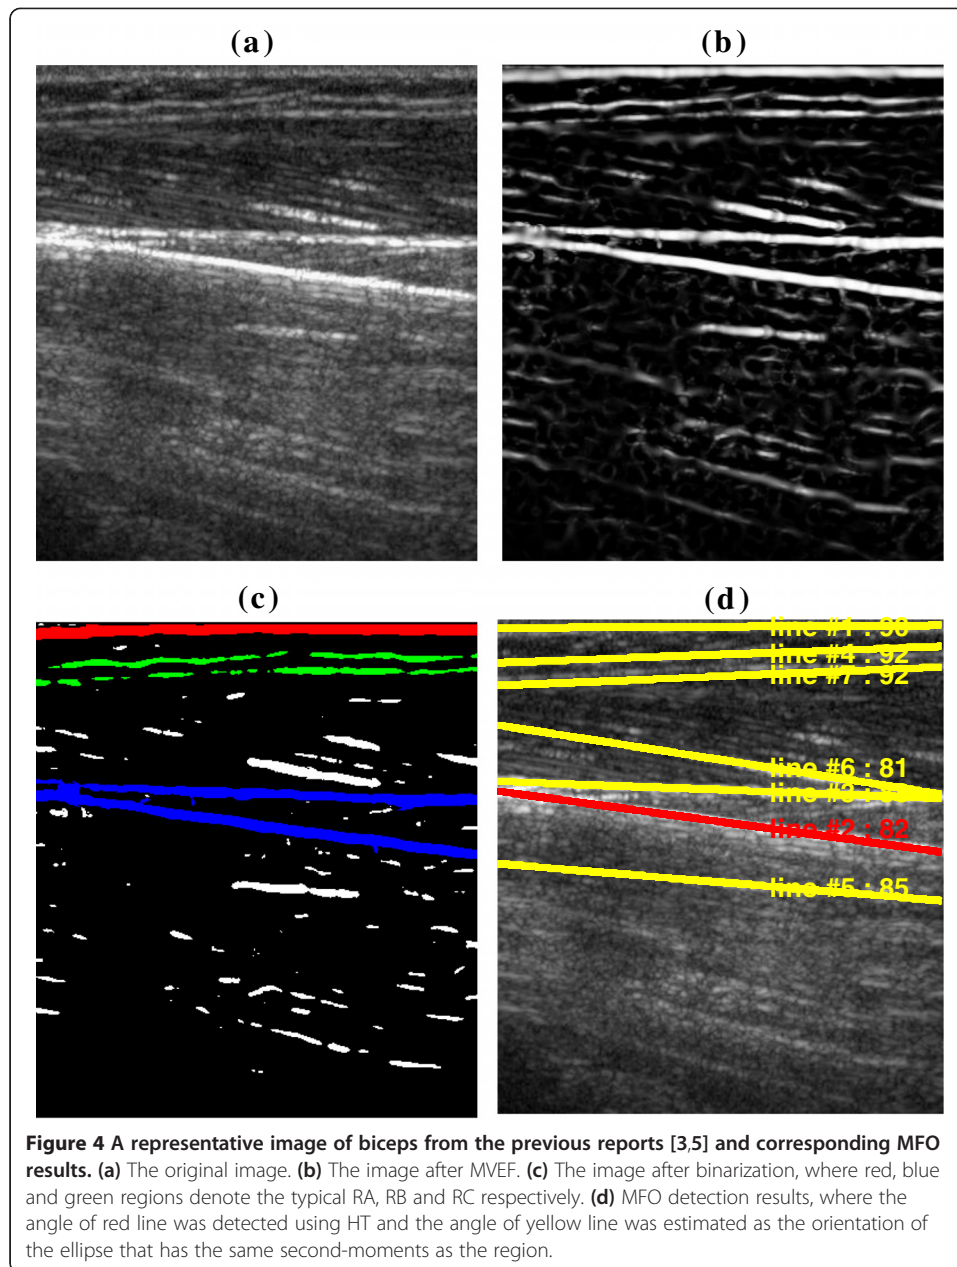 (a)
(b)
(c)
(d)
line #1 : 90
line #4 : 92
line #7 : 92
line #6 : 81
line #3 :
line #2 : 82
line #5 : 85
Figure 4 A representative image of biceps from the previous reports [3,5] and corresponding MFO
results. (a) The original image. (b) The image after MVEF. (c) The image after binarization, where red, blue
and green regions denote the typical RA, RB and RC respectively. (d) MFO detection results, where the
angle of red line was detected using HT and the angle of yellow line was estimated as the orientation of
the ellipse that has the same second-moments as the region.